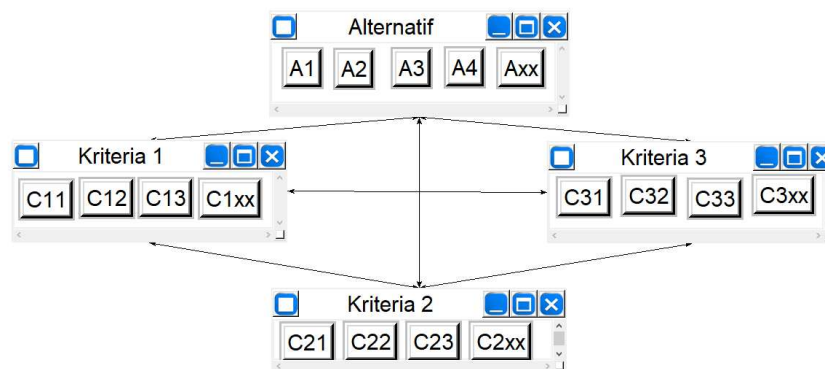 Alternatif
A1 A2 A3 A4 Axx
Kriteria 1
C11 C12 C13 C1xx
Kriteria 3
C31 C32 C33 C3xx
Kriteria 2
C21 C22 C23 C2xx